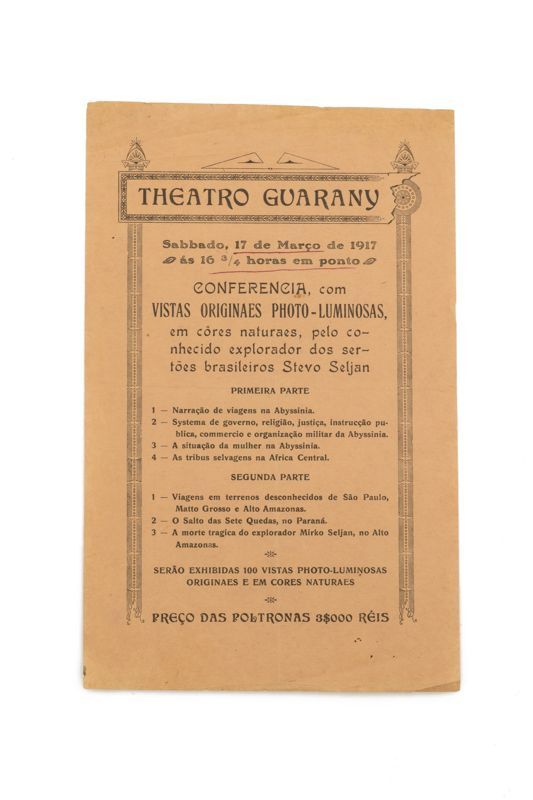 THEATRO GUARANY
Sabbado, 17 de Março de 1917
ás 16 3/4 horas em ponto
CONFERENCIA, com
VISTAS ORIGINAES PHOTO-LUMINOSAS,
em côres naturaes, pelo co-
nhecido explorador dos ser-
tões brasileiros Stevo Seljan
PRIMEIRA PARTE
1 — Narração de viagens na Abyssinia.
2 — Systema de governo, religião, justiça, instrucção pu-
blica, commercio e organização militar da Abyssinia.
3 — A situação da mulher na Abyssinia.
4 — As tribus selvagens na Africa Central.
SEGUNDA PARTE
1 — Viagens em terrenos desconhecidos de São Paulo,
Matto Grosso e Alto Amazonas.
2 — O Salto das Sete Quedas, no Paraná.
3 — A morte tragica do explorador Mirko Seljan, no Alto
Amazonas.
SERÃO EXHIBIDAS 100 VISTAS PHOTO-LUMINOSAS
ORIGINAES E EM CORES NATURAES
PREÇO DAS POLTRONAS 3$000 RÉIS